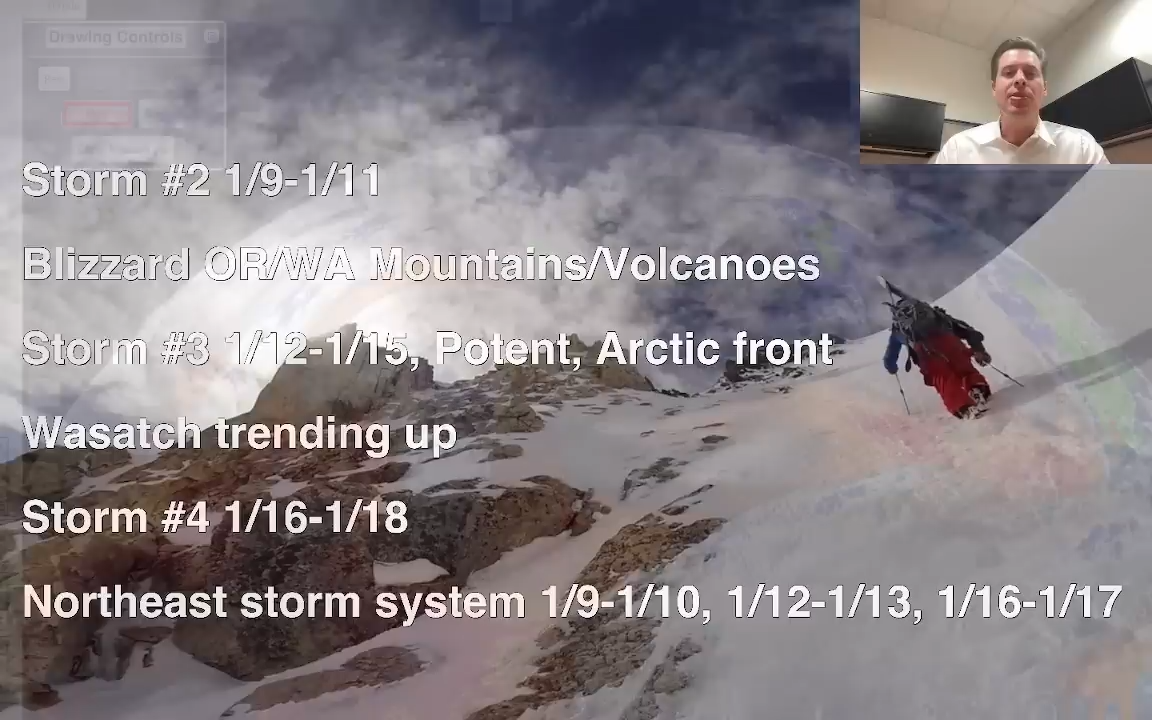 Drawing Controls
Storm #2 1/9-1/11
Blizzard OR/WA Mountains/Volcanoes
Storm #3 1/12-1/15, Potent, Arctic front
Wasatch trending up
Storm #4 1/16-1/18
Northeast storm system 1/9-1/10, 1/12-1/13, 1/16-1/17